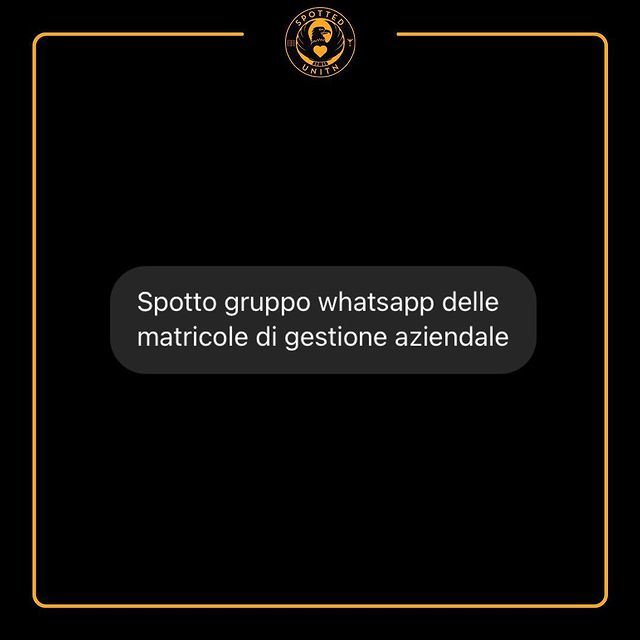 SPOTTED
UNITN
Spotto gruppo whatsapp delle
matricole di gestione aziendale